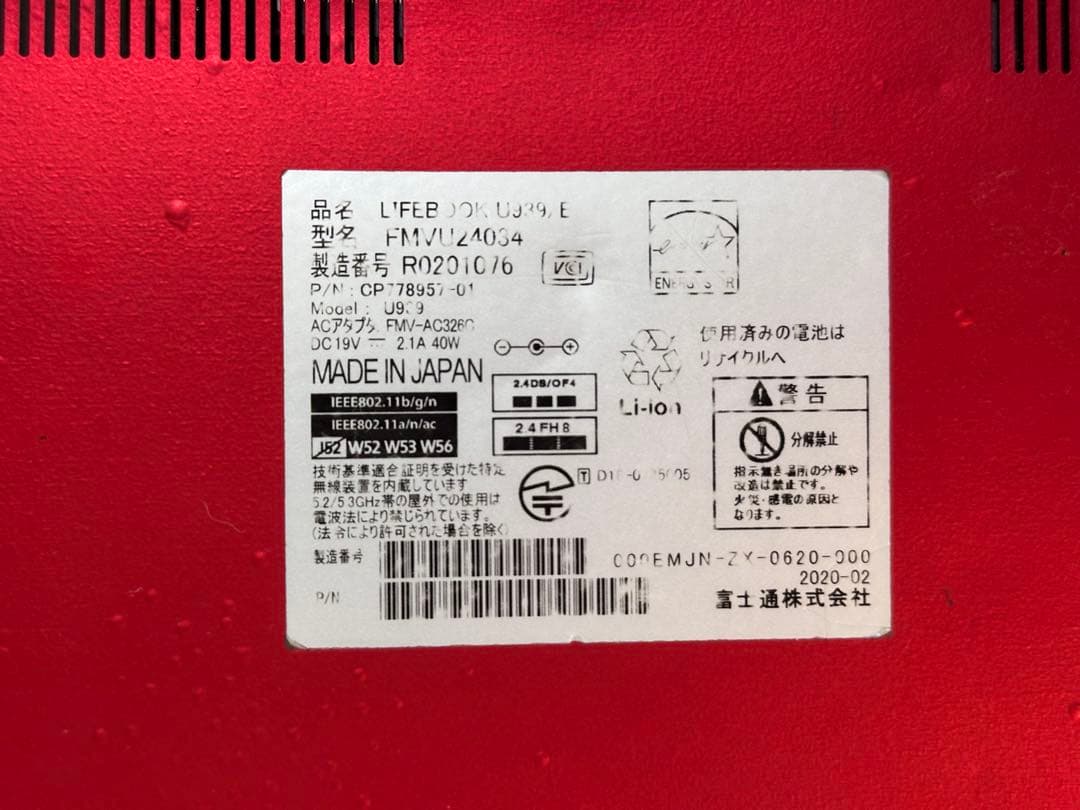 品名 LIFEBOOK U939/E
型名 FMVU24034
製造番号 R0201076
VCCI
P/N : CP778957-01
Model : U939
ACアダプタ FMV-AC326C
DC19V 2.1A 40W
MADE IN JAPAN
ENERGY STAR
IEEE802.11b/g/n
IEEE802.11a/n/ac
J52 W52 W53 W56
2.4DS/OF4
2.4FH8
Li-ion
使用済みの電池は
リサイクルへ
警告
分解禁止
指示無き場所の分解や
改造は禁止です。
火災・感電の原因と
なります。
技術基準適合証明を受けた特定
無線装置を内蔵しています
5.2/5.3GHz帯の屋外での使用は
電波法により禁じられています。
(法令により許可された場合を除く)
T
製造番号
P/N
2020-02
富士通株式会社